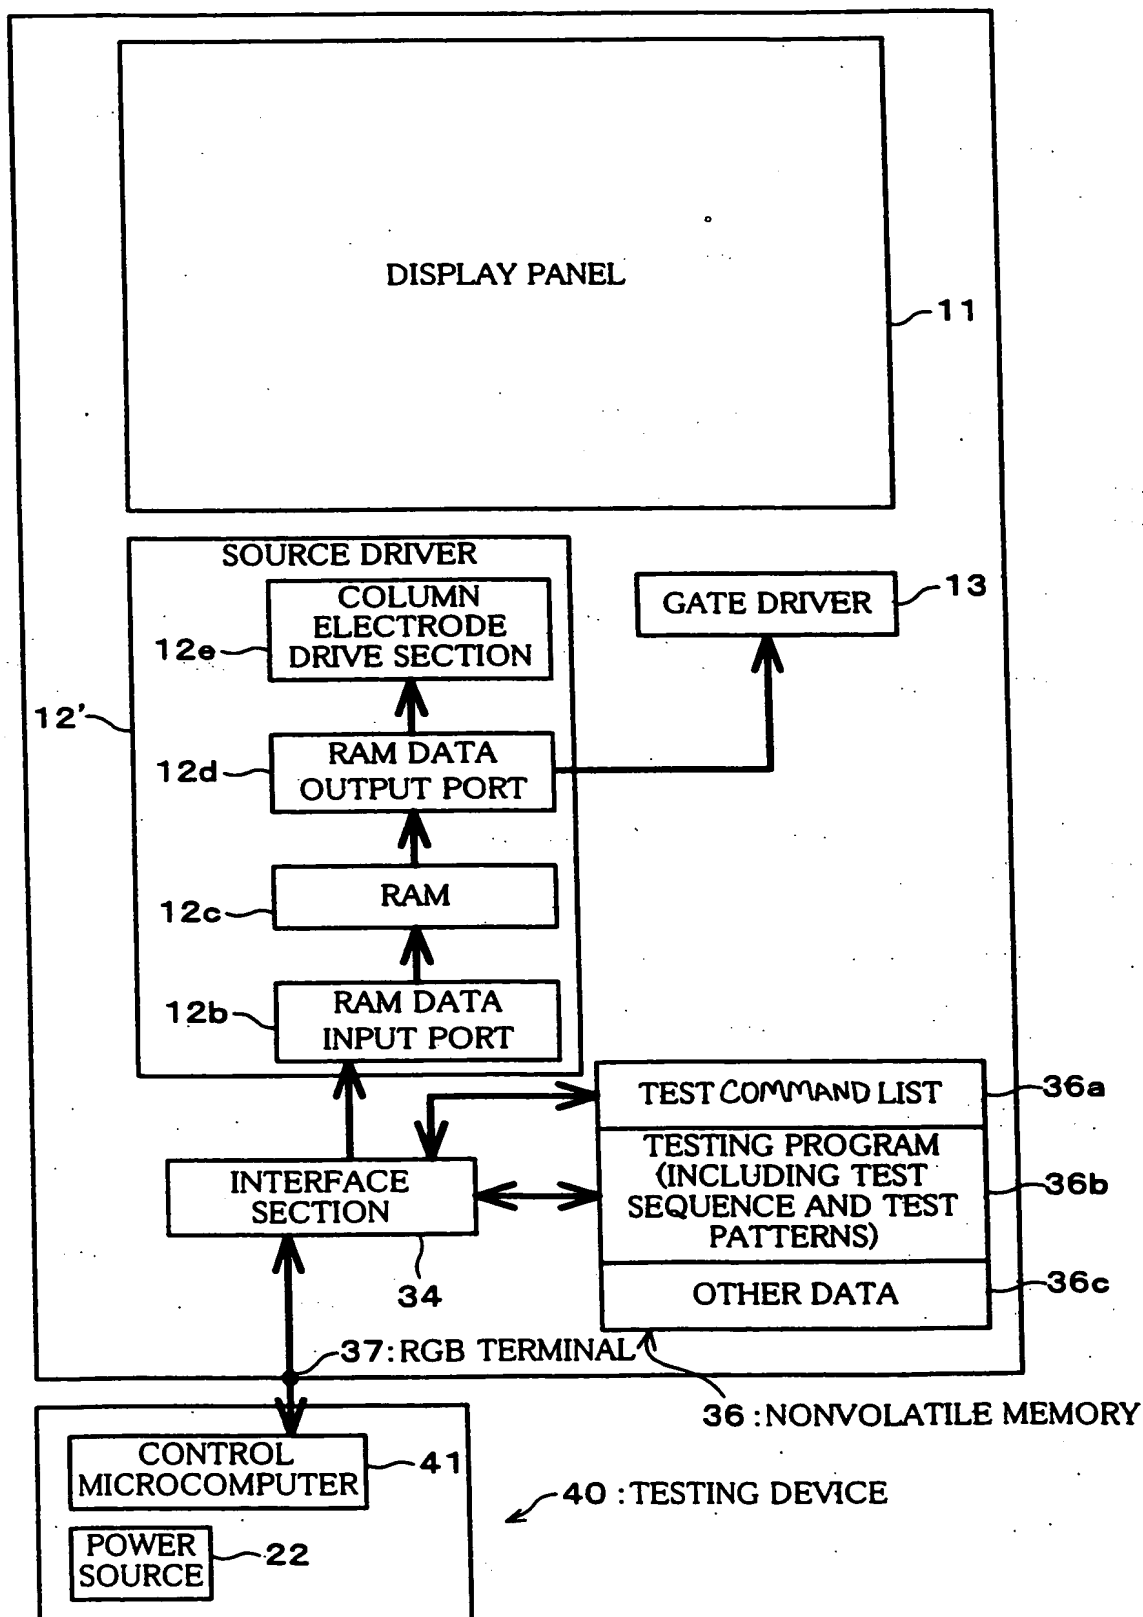 DISPLAY PANEL
11
SOURCE DRIVER
COLUMN
ELECTRODE
DRIVE SECTION
12e
GATE DRIVER
13
12'
RAM DATA
OUTPUT PORT
12d
RAM
12c
RAM DATA
INPUT PORT
12b
TEST COMMAND LIST
36a
TESTING PROGRAM
(INCLUDING TEST
SEQUENCE AND TEST
PATTERNS)
36b
OTHER DATA
36c
INTERFACE
SECTION
34
37:RGB TERMINAL
36:NONVOLATILE MEMORY
CONTROL
MICROCOMPUTER
41
40:TESTING DEVICE
POWER
SOURCE
22